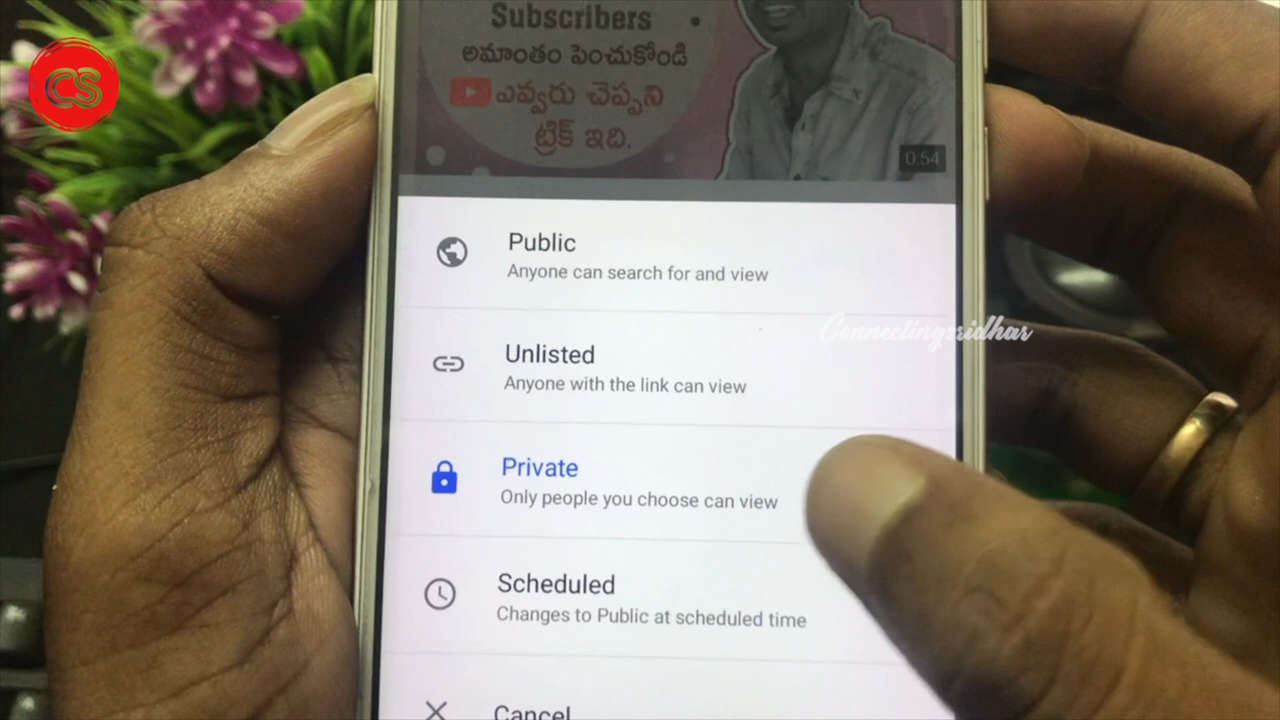 CS
Subscribers
అమాంతం పెంచుకోండి
ఎవ్వరు చెప్పని
ట్రిక్ ఇది.
0:54
Public
Anyone can search for and view
Connectingsridhar
Unlisted
Anyone with the link can view
Private
Only people you choose can view
Scheduled
Changes to Public at scheduled time
Cancel